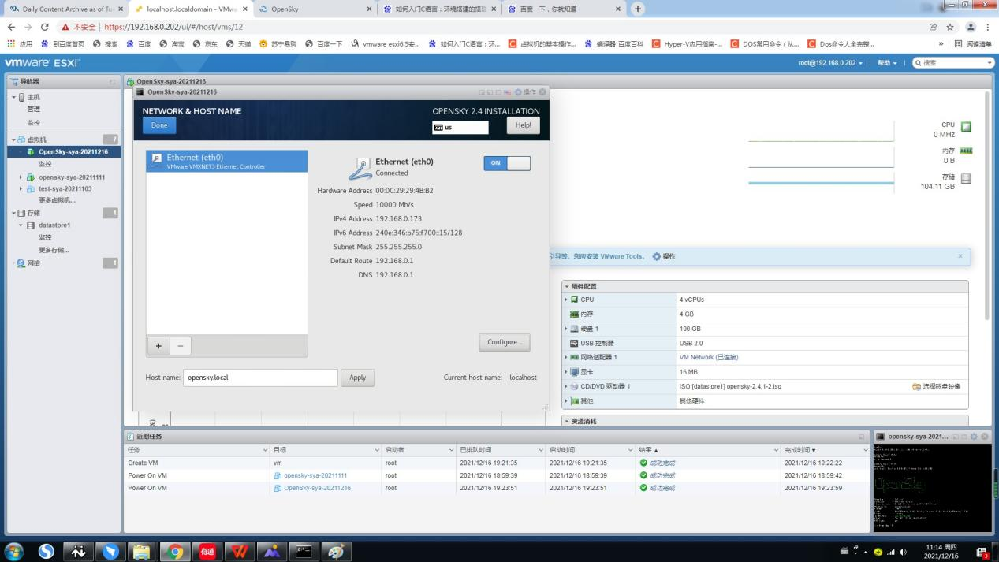 Daily Content Archive as of Tu
localhost.localdomain - VMwa
OpenSky
如何入门C语言：环境搭建的搭建
百度一下，你就知道
不安全 https://192.168.0.202/ui/#/host/vms/12
应用 到百度首页 搜索 百度 淘宝 京东 天猫 苏宁易购 百度一下 vmware esxi6.5安... 如何入门C语言：环... 虚拟机的基本操作... 编译器_百度百科 Hyper-V应用指南-... DOS常用命令（从... Dos命令大全完整... » 阅读清单
vmware ESXi™
root@192.168.0.202 | 帮助 | 搜索
导航器
主机
管理
监控
虚拟机 7
OpenSky-sya-20211216
监控
opensky-sya-20211111
test-sya-20211103
更多虚拟机...
存储 1
datastore1
监控
更多存储...
网络 1
OpenSky-sya-20211216
OpenSky-sya-20211216 操作
NETWORK & HOST NAME
OPENSKY 2.4 INSTALLATION
Done
us
Help!
Ethernet (eth0)
VMware VMXNET3 Ethernet Controller
Ethernet (eth0)
Connected
ON
Hardware Address 00:0C:29:29:4B:B2
Speed 10000 Mb/s
IPv4 Address 192.168.0.173
IPv6 Address 240e:346:b75:f700::15/128
Subnet Mask 255.255.255.0
Default Route 192.168.0.1
DNS 192.168.0.1
+ −
Configure...
Host name: opensky.local
Apply
Current host name: localhost
CPU
0 MHz
内存
0 B
存储
104.11 GB
引导等。您应安装 VMware Tools。 操作
硬件配置
CPU 4 vCPUs
内存 4 GB
硬盘 1 100 GB
USB 控制器 USB 2.0
网络适配器 1 VM Network (已连接)
显卡 16 MB
CD/DVD 驱动器 1 ISO [datastore1] opensky-2.4.1-2.iso 选择磁盘映像
其他 其他硬件
资源消耗
近期任务
任务 目标 启动者 已排队时间 启动时间 结果 完成时间
Create VM vm root 2021/12/16 19:21:35 2021/12/16 19:21:35 成功完成 2021/12/16 19:22:22
Power On VM opensky-sya-20211111 root 2021/12/16 18:59:39 2021/12/16 18:59:39 成功完成 2021/12/16 18:59:42
Power On VM OpenSky-sya-20211216 root 2021/12/16 19:23:51 2021/12/16 19:23:51 成功完成 2021/12/16 19:23:59
opensky-sya-2021...
OpenSky
有道
11:14 周四
2021/12/16
3